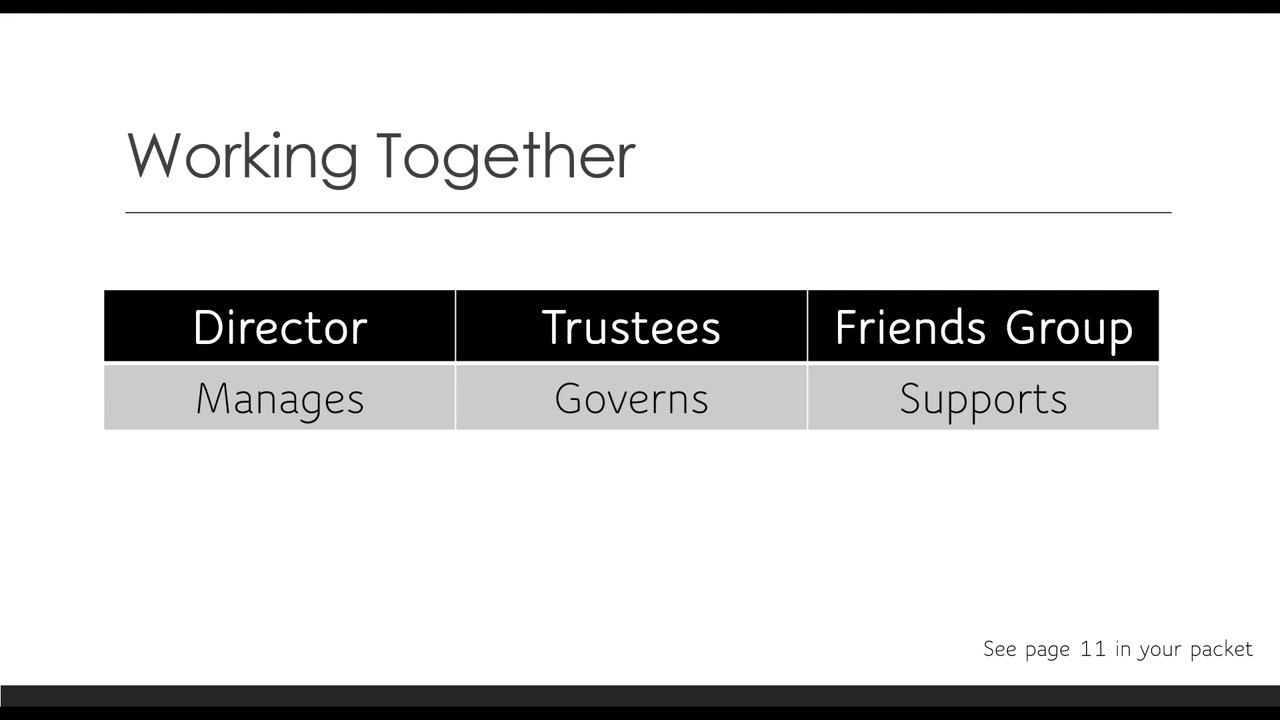 Working Together
Director Trustees Friends Group
Manages Governs Supports
See page 11 in your packet